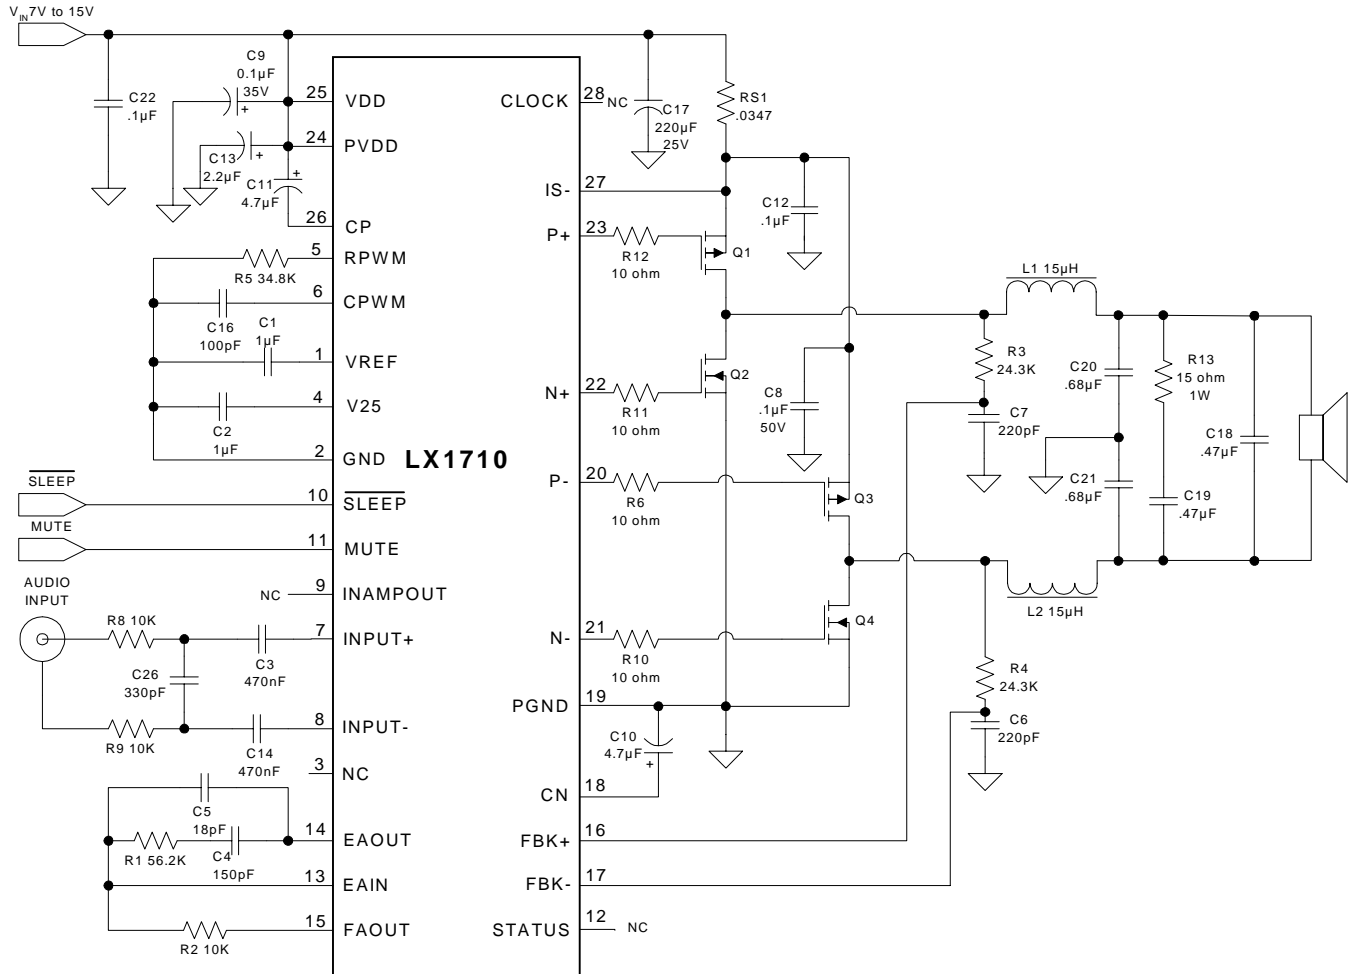 VIN 7V to 15V
C22
.1µF
C9
0.1µF
35V
+
C13
2.2µF
+
C11
4.7µF
+
25 VDD
24 PVDD
26 CP
5 RPWM
R5 34.8K
6 CPWM
C16
100pF
C1
1µF
1 VREF
4 V25
C2
1µF
2 GND
LX1710
SLEEP
10 SLEEP
MUTE
11 MUTE
AUDIO
INPUT
NC
9 INAMPOUT
R8 10K
C3
470nF
7 INPUT+
C26
330pF
R9 10K
C14
470nF
8 INPUT-
3 NC
C5
18pF
14 EAOUT
R1 56.2K
C4
150pF
13 EAIN
15 FAOUT
R2 10K
CLOCK 28 NC
C17
220µF
25V
RS1
.0347
IS- 27
C12
.1µF
P+ 23
R12
10 ohm
Q1
Q2
N+ 22
R11
10 ohm
C8
.1µF
50V
P- 20
R6
10 ohm
Q3
Q4
N- 21
R10
10 ohm
PGND 19
C10
4.7µF
+
CN 18
FBK+ 16
FBK- 17
STATUS 12 NC
L1 15µH
R3
24.3K
C7
220pF
C20
.68µF
R13
15 ohm
1W
C18
.47µF
C21
.68µF
C19
.47µF
L2 15µH
R4
24.3K
C6
220pF